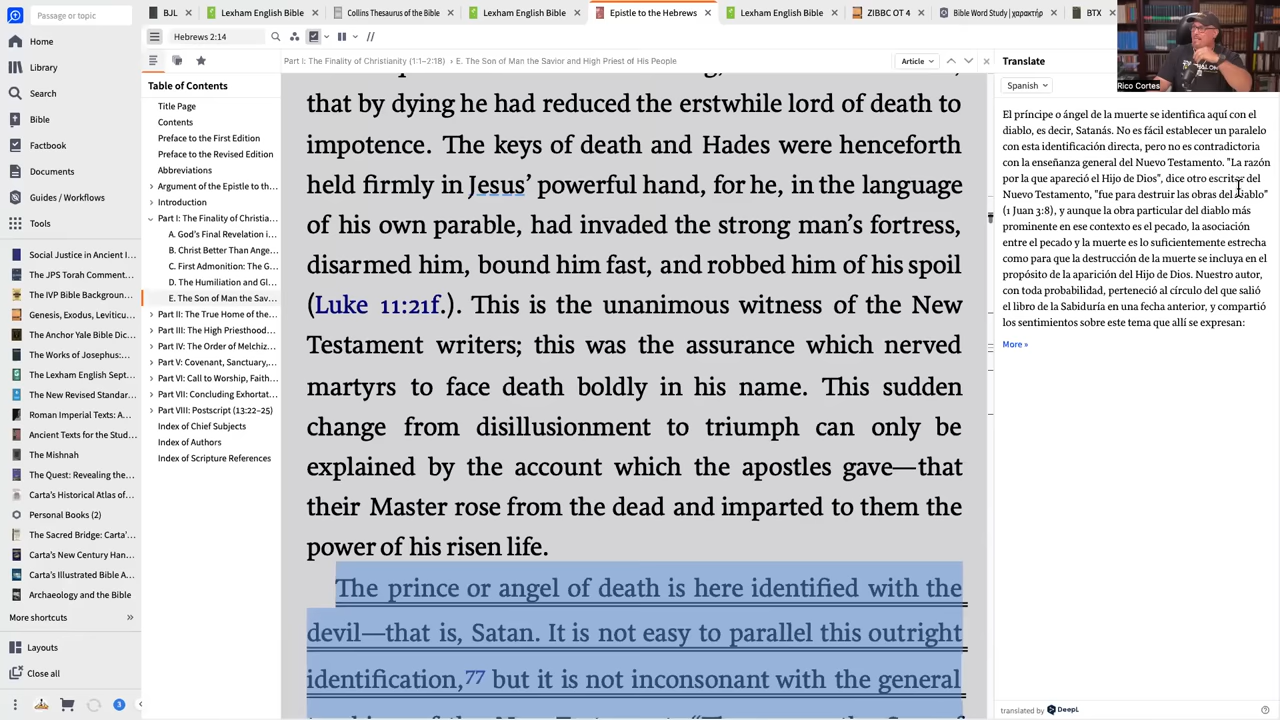 BJL
Lexham English Bible
Collins Thesaurus of the Bible
Lexham English Bible
Epistle to the Hebrews
Lexham English Bible
ZIBBC OT 4
Bible Word Study | χαρακτήρ
BTX
Passage or topic
Home
Library
Search
Bible
Factbook
Documents
Guides / Workflows
Tools
Social Justice in Ancient I...
The JPS Torah Comment...
The IVP Bible Backgroun...
Genesis, Exodus, Leviticu...
The Anchor Yale Bible Dic...
The Works of Josephus:...
The Lexham English Sept...
The New Revised Standar...
Roman Imperial Texts: A...
Ancient Texts for the Stud...
The Mishnah
The Quest: Revealing the...
Carta's Historical Atlas of...
Personal Books (2)
The Sacred Bridge: Carta'...
Carta's New Century Han...
Carta's Illustrated Bible A...
Archaeology and the Bible
More shortcuts
Layouts
Close all
3
Hebrews 2:14
Part I: The Finality of Christianity (1:1–2:18) › E. The Son of Man the Savior and High Priest of His People
Article
Table of Contents
Title Page
Contents
Preface to the First Edition
Preface to the Revised Edition
Abbreviations
Argument of the Epistle to th...
Introduction
Part I: The Finality of Christia...
A. God's Final Revelation i...
B. Christ Better Than Ange...
C. First Admonition: The G...
D. The Humiliation and Gl...
E. The Son of Man the Sav...
Part II: The True Home of the...
Part III: The High Priesthood...
Part IV: The Order of Melchiz...
Part V: Covenant, Sanctuary,...
Part VI: Call to Worship, Faith...
Part VII: Concluding Exhortat...
Part VIII: Postscript (13:22–25)
Index of Chief Subjects
Index of Authors
Index of Scripture References
that by dying he had reduced the erstwhile lord of death to
impotence. The keys of death and Hades were henceforth
held firmly in Jesus' powerful hand, for he, in the language
of his own parable, had invaded the strong man's fortress,
disarmed him, bound him fast, and robbed him of his spoil
(Luke 11:21f.). This is the unanimous witness of the New
Testament writers; this was the assurance which nerved
martyrs to face death boldly in his name. This sudden
change from disillusionment to triumph can only be
explained by the account which the apostles gave—that
their Master rose from the dead and imparted to them the
power of his risen life.
The prince or angel of death is here identified with the
devil—that is, Satan. It is not easy to parallel this outright
identification,77 but it is not inconsonant with the general
Translate
Spanish
El príncipe o ángel de la muerte se identifica aquí con el
diablo, es decir, Satanás. No es fácil establecer un paralelo
con esta identificación directa, pero no es contradictoria
con la enseñanza general del Nuevo Testamento. "La razón
por la que apareció el Hijo de Dios", dice otro escritor del
Nuevo Testamento, "fue para destruir las obras del diablo"
(1 Juan 3:8), y aunque la obra particular del diablo más
prominente en ese contexto es el pecado, la asociación
entre el pecado y la muerte es lo suficientemente estrecha
como para que la destrucción de la muerte se incluya en el
propósito de la aparición del Hijo de Dios. Nuestro autor,
con toda probabilidad, perteneció al círculo del que salió
el libro de la Sabiduría en una fecha anterior, y compartió
los sentimientos sobre este tema que allí se expresan:
More »
translated by DeepL
Rico Cortes